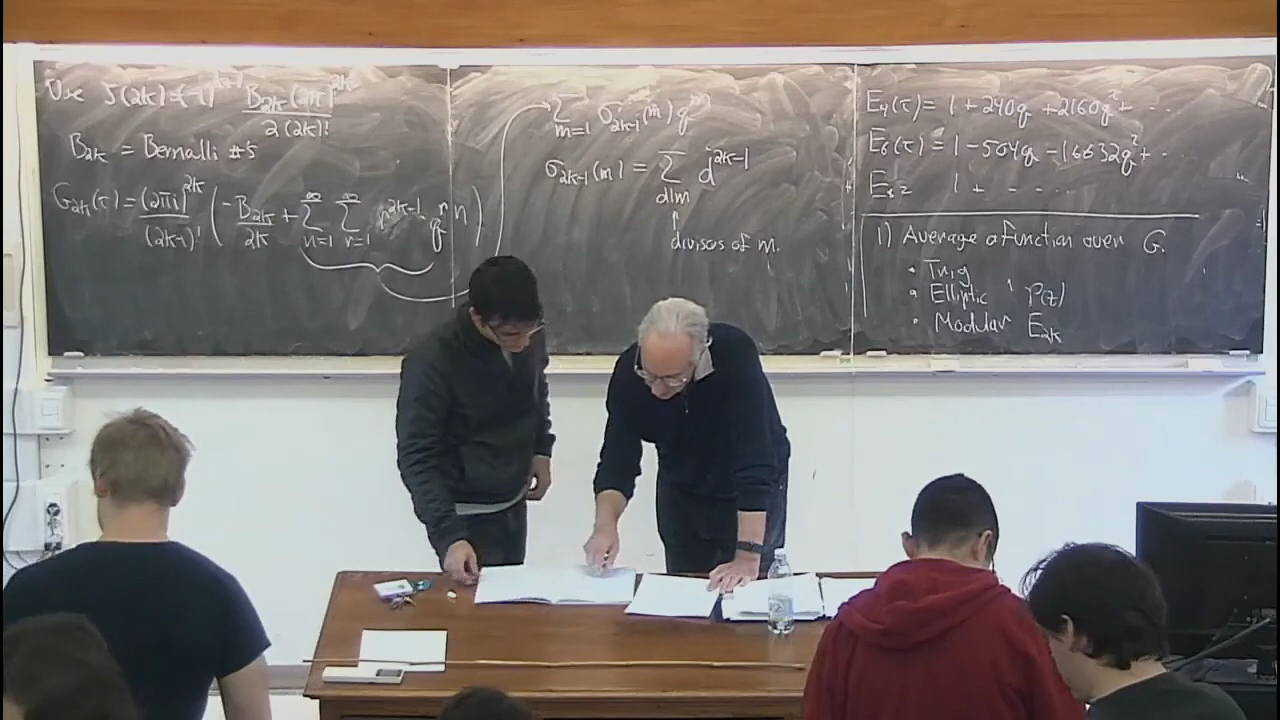 Use ζ(2k) = (-1)^{k+1} B_{2k}(2π)^{2k} / 2(2k)!
B_{2k} = Bernalli #s
G_{2k}(τ) = (2πi)^{2k} / (2k-1)! ( -B_{2k}/2k + Σ_{n=1}^∞ Σ_{r=1}^∞ n^{2k-1} q^{rn} )
Σ_{m=1} σ_{2k-1}(m) q^m
σ_{2k-1}(m) = Σ_{d|m} d^{2k-1}
divisors of m.
E_4(τ) = 1 + 240q + 2160q^2 + ...
E_6(τ) = 1 - 504q - 16632q^2 + ...
E_8 = 1 + - - - -
1) Average a function over G.
• Trig
• Elliptic P(z)
• Modular E_{2k}